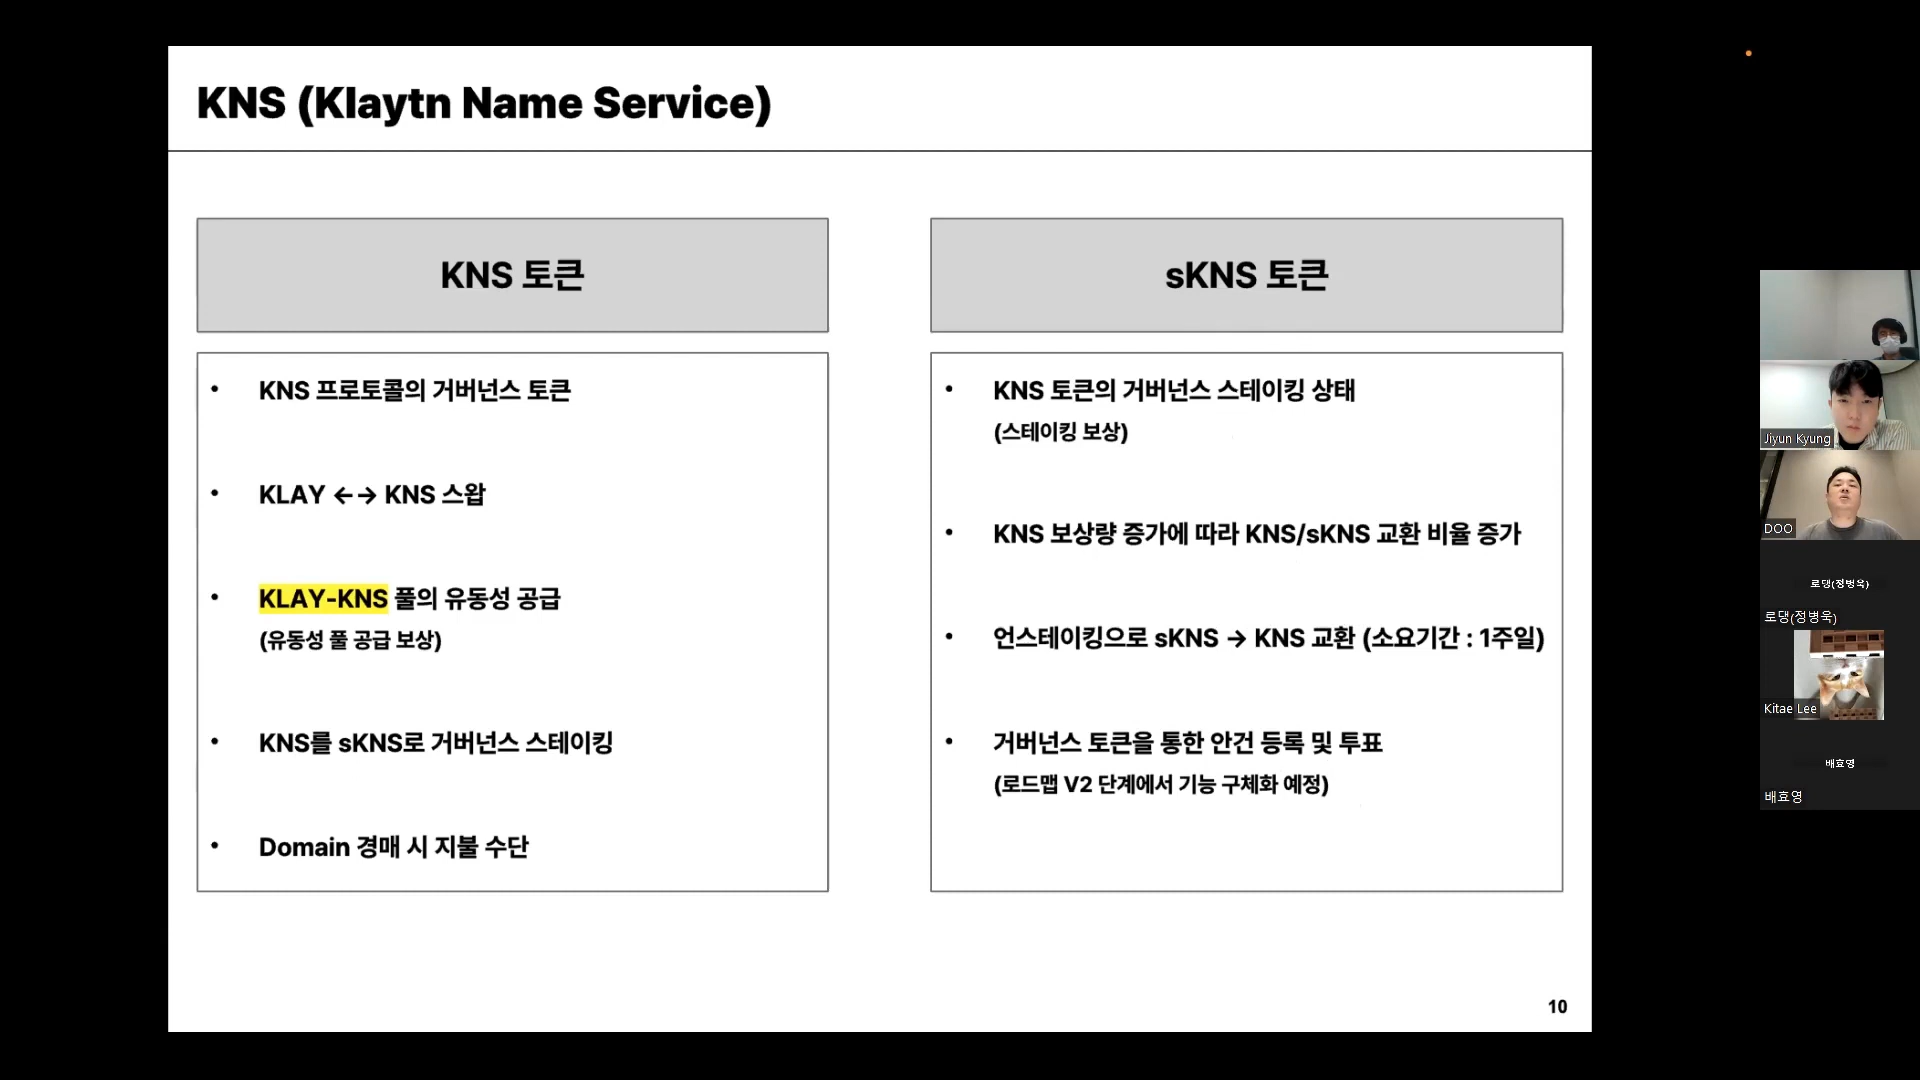 KNS (Klaytn Name Service)
KNS 토큰
• KNS 프로토콜의 거버넌스 토큰
• KLAY ←→ KNS 스왑
• KLAY-KNS 풀의 유동성 공급
(유동성 풀 공급 보상)
• KNS를 sKNS로 거버넌스 스테이킹
• Domain 경매 시 지불 수단
sKNS 토큰
• KNS 토큰의 거버넌스 스테이킹 상태
(스테이킹 보상)
• KNS 보상량 증가에 따라 KNS/sKNS 교환 비율 증가
• 언스테이킹으로 sKNS → KNS 교환 (소요기간 : 1주일)
• 거버넌스 토큰을 통한 안건 등록 및 투표
(로드맵 V2 단계에서 기능 구체화 예정)
10
Jiyun Kyung
DOO
로댕(정병욱)
로댕(정병욱)
Kitae Lee
배효영
배효영